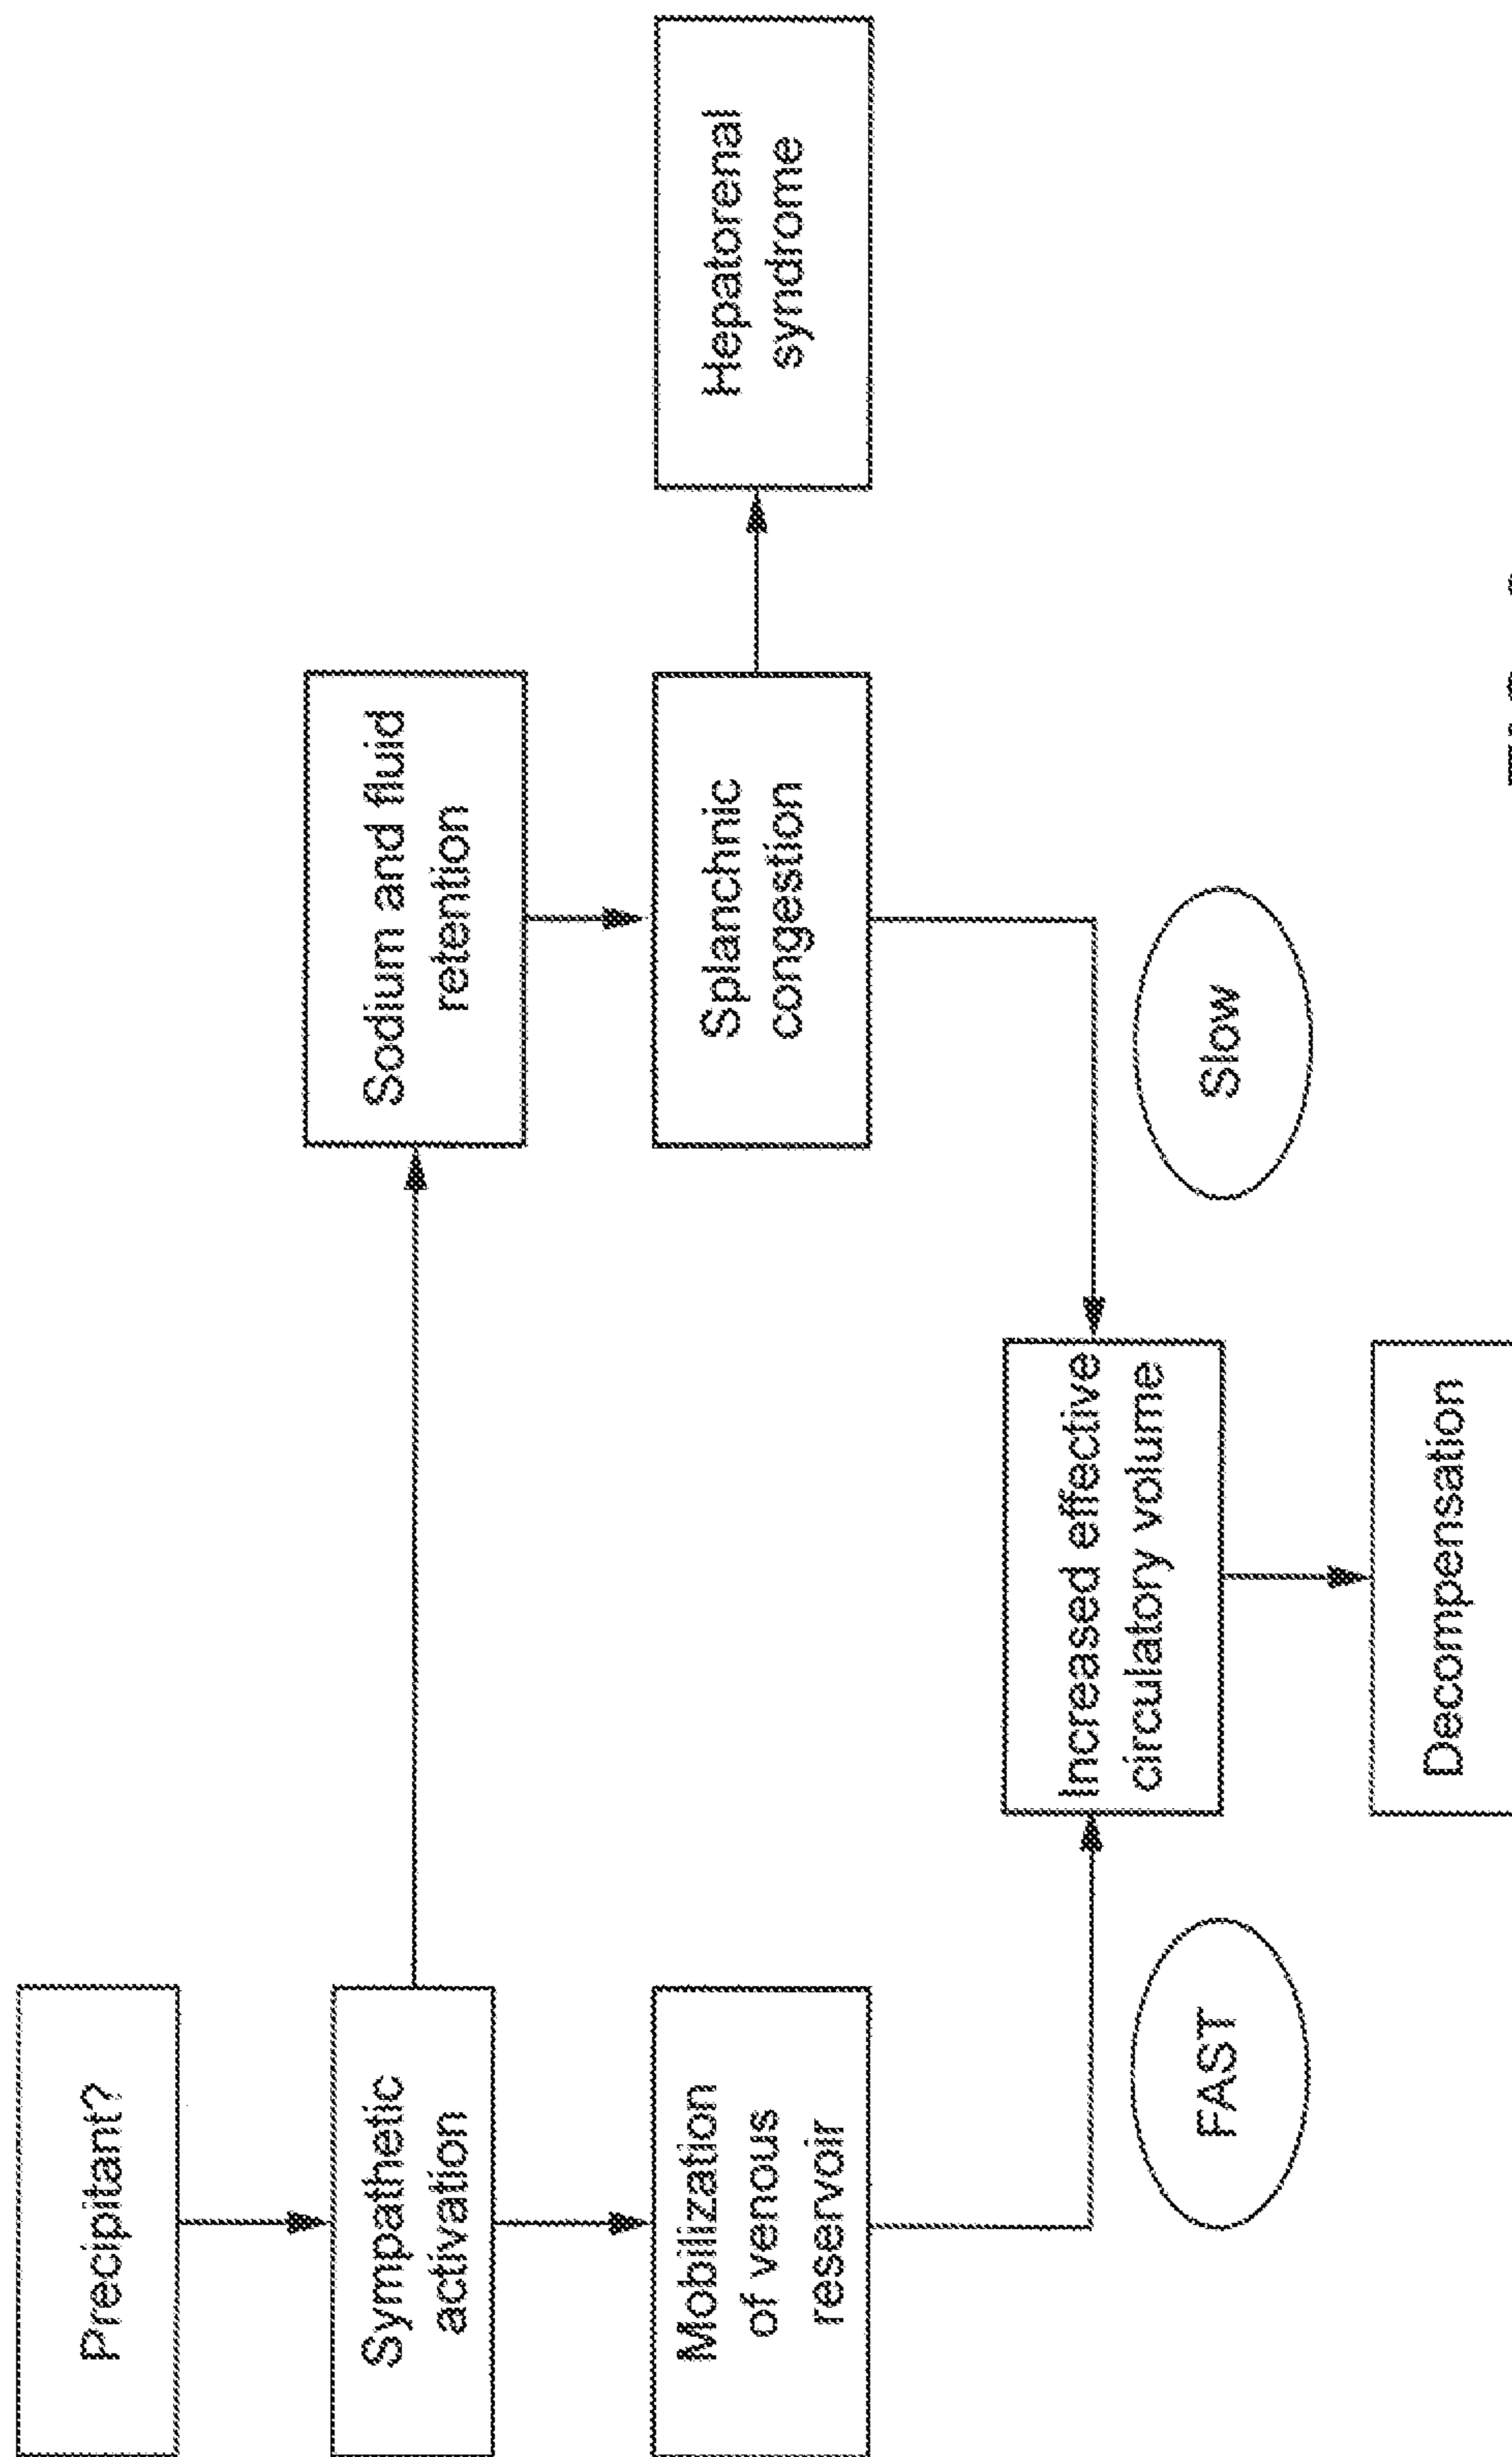 Precipitant?
Sympathetic
activation
Sodium and fluid
retention
Mobilization
of venous
reservoir
Splanchnic
congestion
Hepatorenal
syndrome
Increased effective
circulatory volume
FAST
Slow
Decompensation